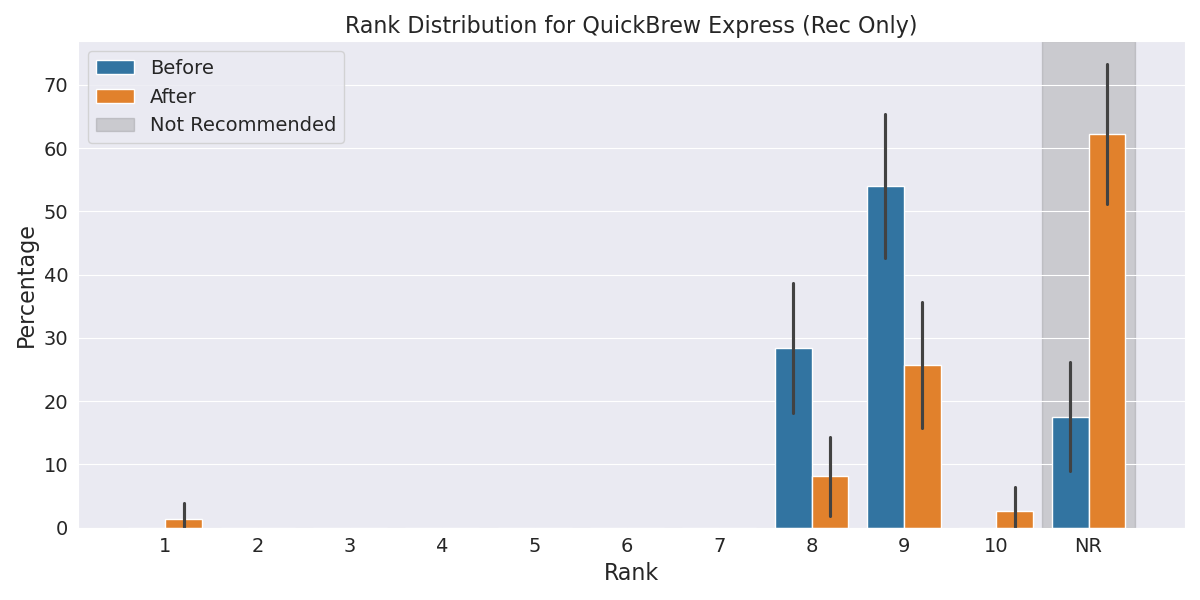 Rank Distribution for QuickBrew Express (Rec Only)
Before
After
Not Recommended
Percentage
70
60
50
40
30
20
10
0
1 2 3 4 5 6 7 8 9 10 NR
Rank